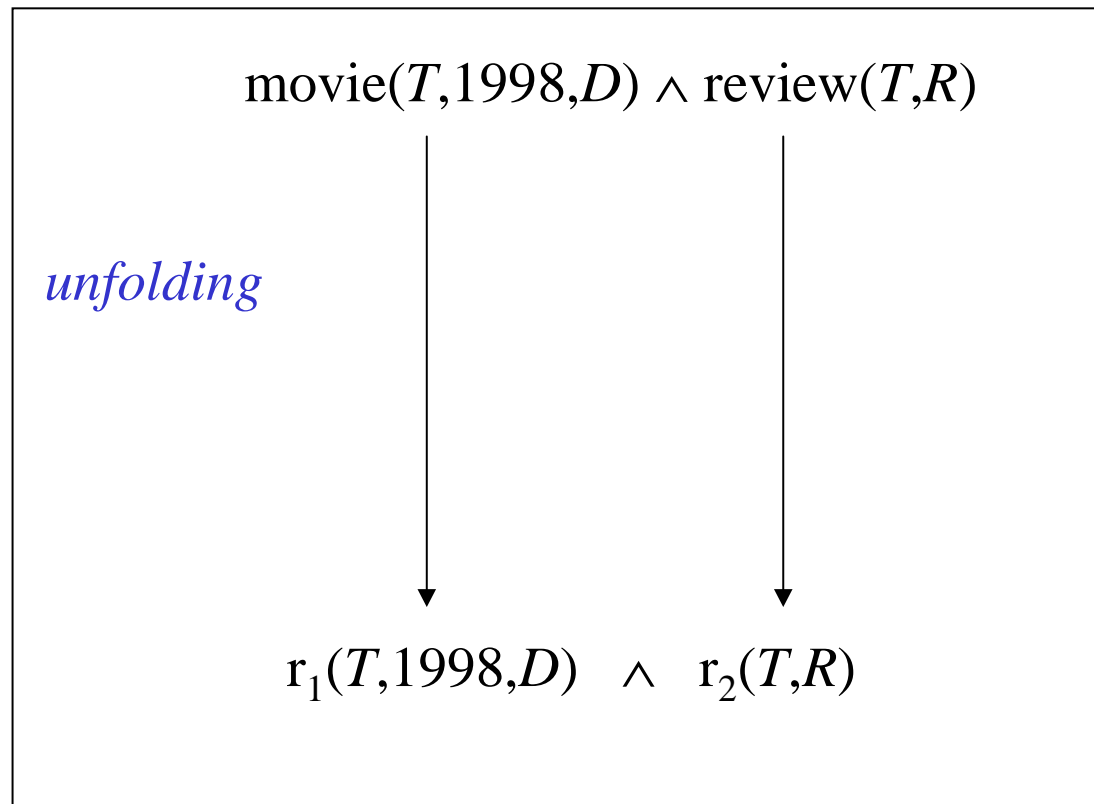 movie(T,1998,D) ∧ review(T,R)
unfolding
r₁(T,1998,D) ∧ r₂(T,R)